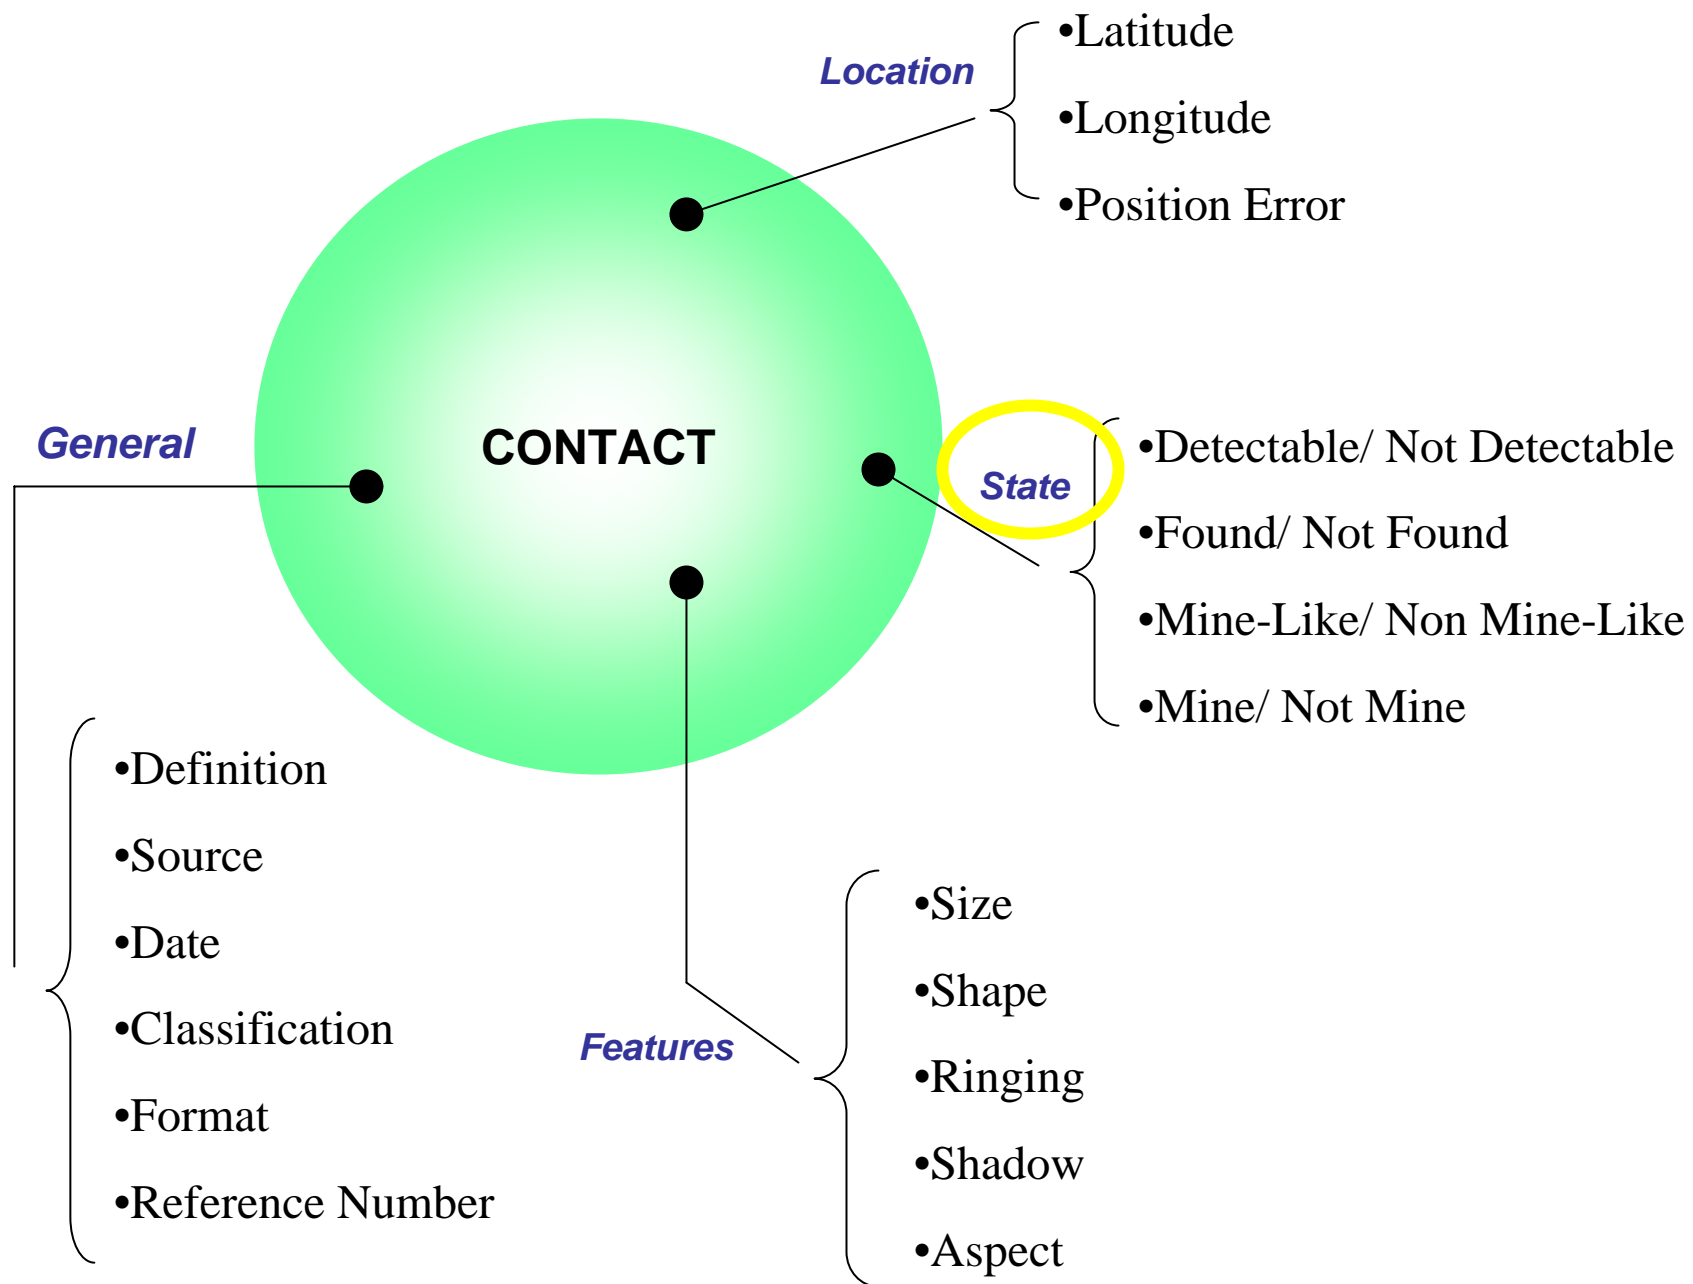 Location
•Latitude
•Longitude
•Position Error
General
CONTACT
State
•Detectable/ Not Detectable
•Found/ Not Found
•Mine-Like/ Non Mine-Like
•Mine/ Not Mine
•Definition
•Source
•Date
•Classification
•Format
•Reference Number
Features
•Size
•Shape
•Ringing
•Shadow
•Aspect